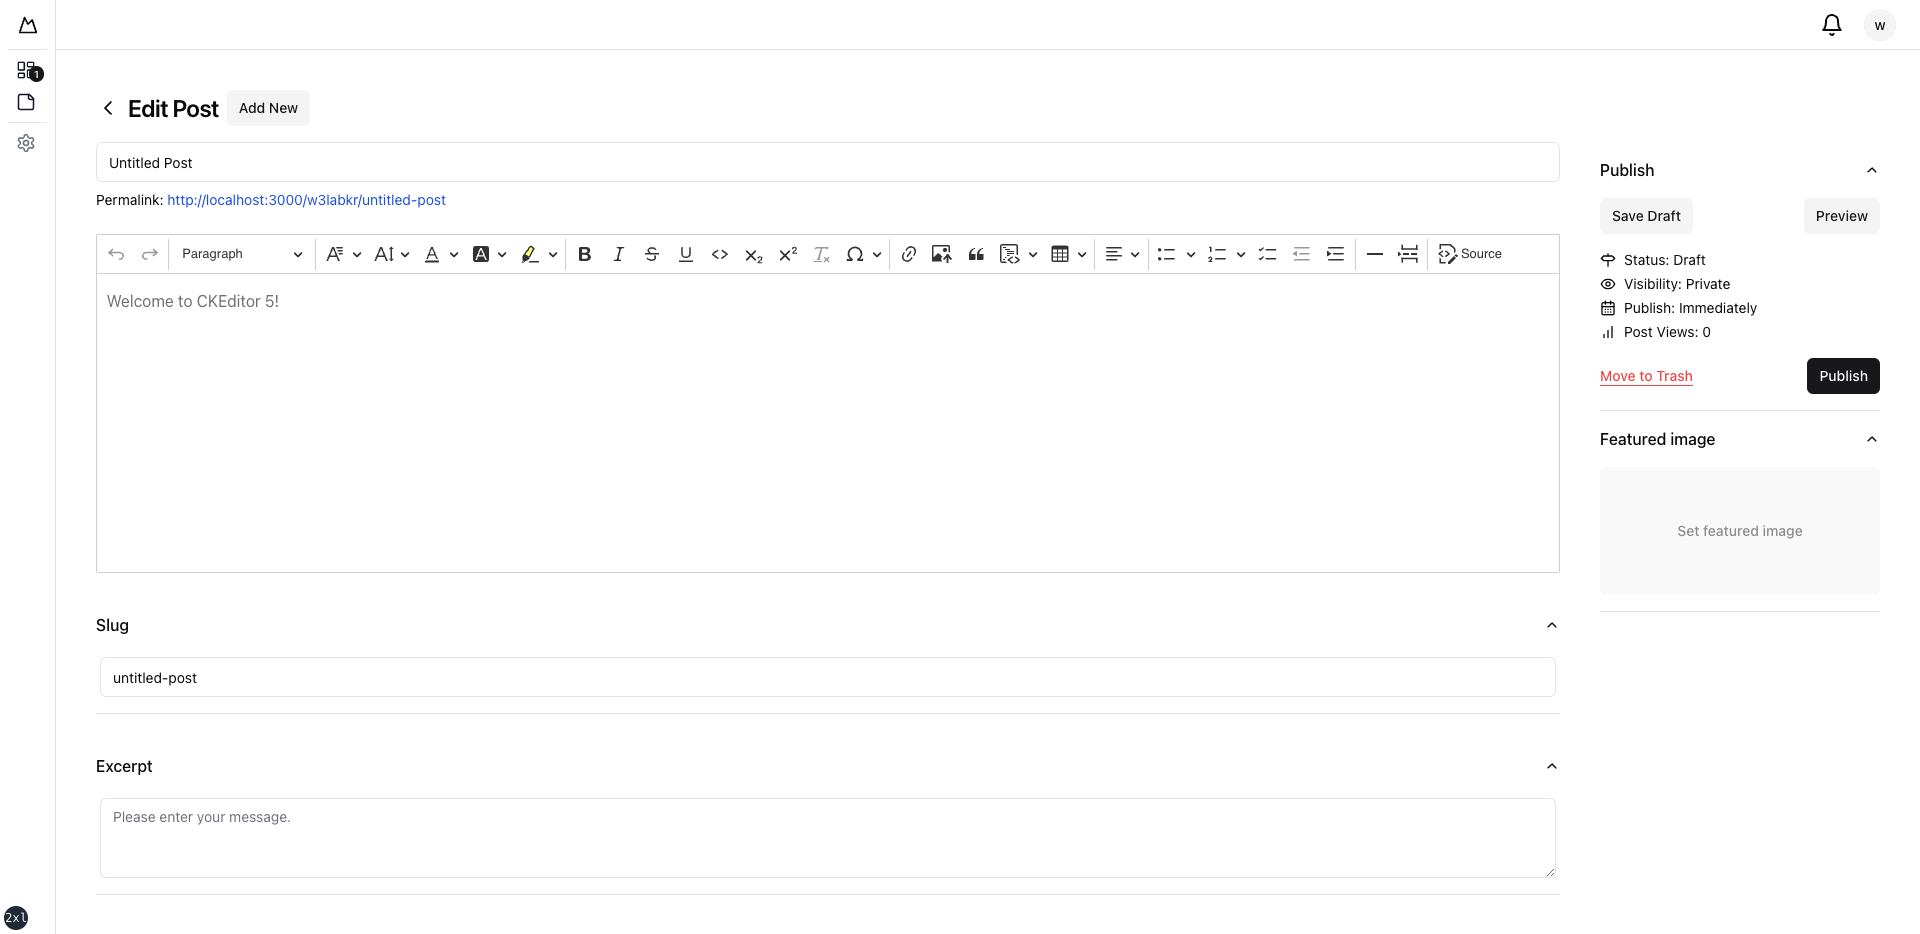 w
1
Edit Post
Add New
Untitled Post
Permalink: http://localhost:3000/w3labkr/untitled-post
Paragraph
Source
Welcome to CKEditor 5!
Slug
untitled-post
Excerpt
Please enter your message.
Publish
Save Draft
Preview
Status: Draft
Visibility: Private
Publish: Immediately
Post Views: 0
Move to Trash
Publish
Featured image
Set featured image
2xl